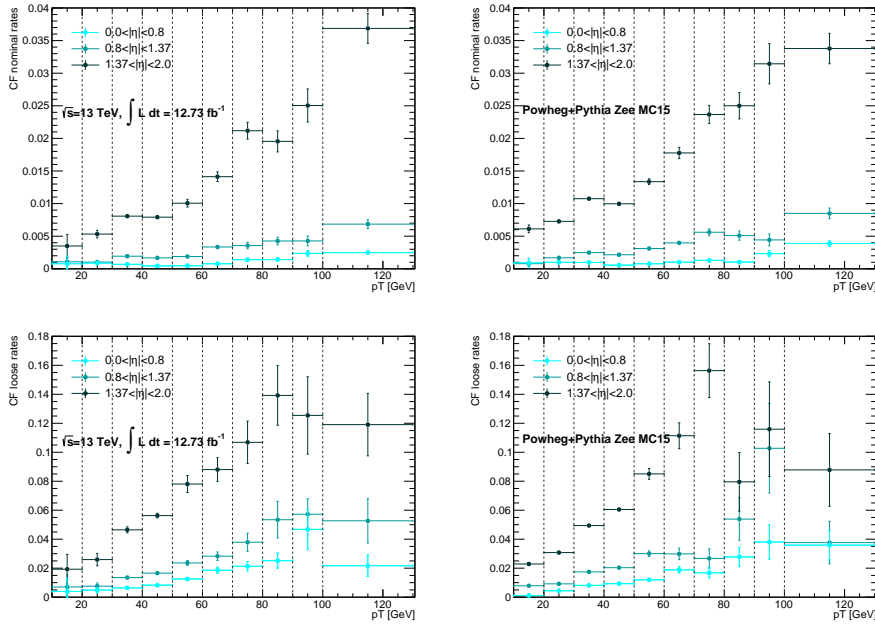 CF nominal rates
0.04
0.035
0.03
0.025
0.02
0.015
0.01
0.005
0
0.0<|η|<0.8
0.8<|η|<1.37
1.37<|η|<2.0
√s=13 TeV, ∫ L dt = 12.73 fb⁻¹
20 40 60 80 100 120
pT [GeV]
CF nominal rates
0.04
0.035
0.03
0.025
0.02
0.015
0.01
0.005
0
0.0<|η|<0.8
0.8<|η|<1.37
1.37<|η|<2.0
Powheg+Pythia Zee MC15
20 40 60 80 100 120
pT [GeV]
CF loose rates
0.18
0.16
0.14
0.12
0.1
0.08
0.06
0.04
0.02
0
0.0<|η|<0.8
0.8<|η|<1.37
1.37<|η|<2.0
√s=13 TeV, ∫ L dt = 12.73 fb⁻¹
20 40 60 80 100 120
pT [GeV]
CF loose rates
0.18
0.16
0.14
0.12
0.1
0.08
0.06
0.04
0.02
0
0.0<|η|<0.8
0.8<|η|<1.37
1.37<|η|<2.0
Powheg+Pythia Zee MC15
20 40 60 80 100 120
pT [GeV]